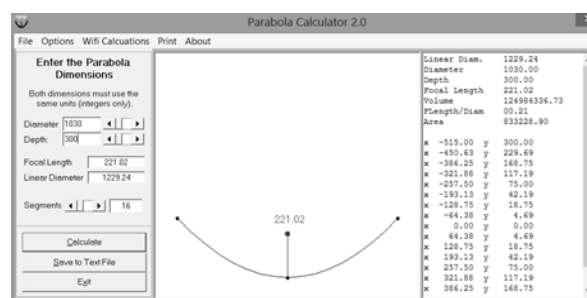 Parabola Calculator 2.0
File Options Wifi Calcuations Print About
Enter the Parabola
Dimensions
Both dimensions must use the
same units (integers only).
Diameter 1030
Depth: 300
Focal Length 221.02
Linear Diameter 1229.24
Segments 16
Calculate
Save to Text File
Exit
221.02
Linear Diam. 1229.24
Diameter 1030.00
Depth 300.00
Focal Length 221.02
Volume 124984336.73
FLength/Diam 00.21
Area 833228.90
x -515.00 y 300.00
x -450.63 y 229.69
x -386.25 y 168.75
x -321.88 y 117.19
x -257.50 y 75.00
x -193.13 y 42.19
x -128.75 y 18.75
x -64.38 y 4.69
x 0.00 y 0.00
x 64.38 y 4.69
x 128.75 y 18.75
x 193.13 y 42.19
x 257.50 y 75.00
x 321.88 y 117.19
x 386.25 y 168.75